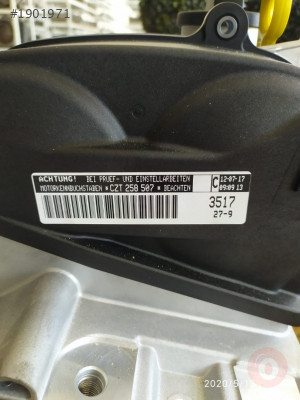 #1901971
ACHTUNG! BEI PRUEF- UND EINSTELLARBEITEN
MOTORKENNBUCHSTABEN *CZT 258 507* BEACHTEN
C 12-07-17
09:09 13
3517
27-9